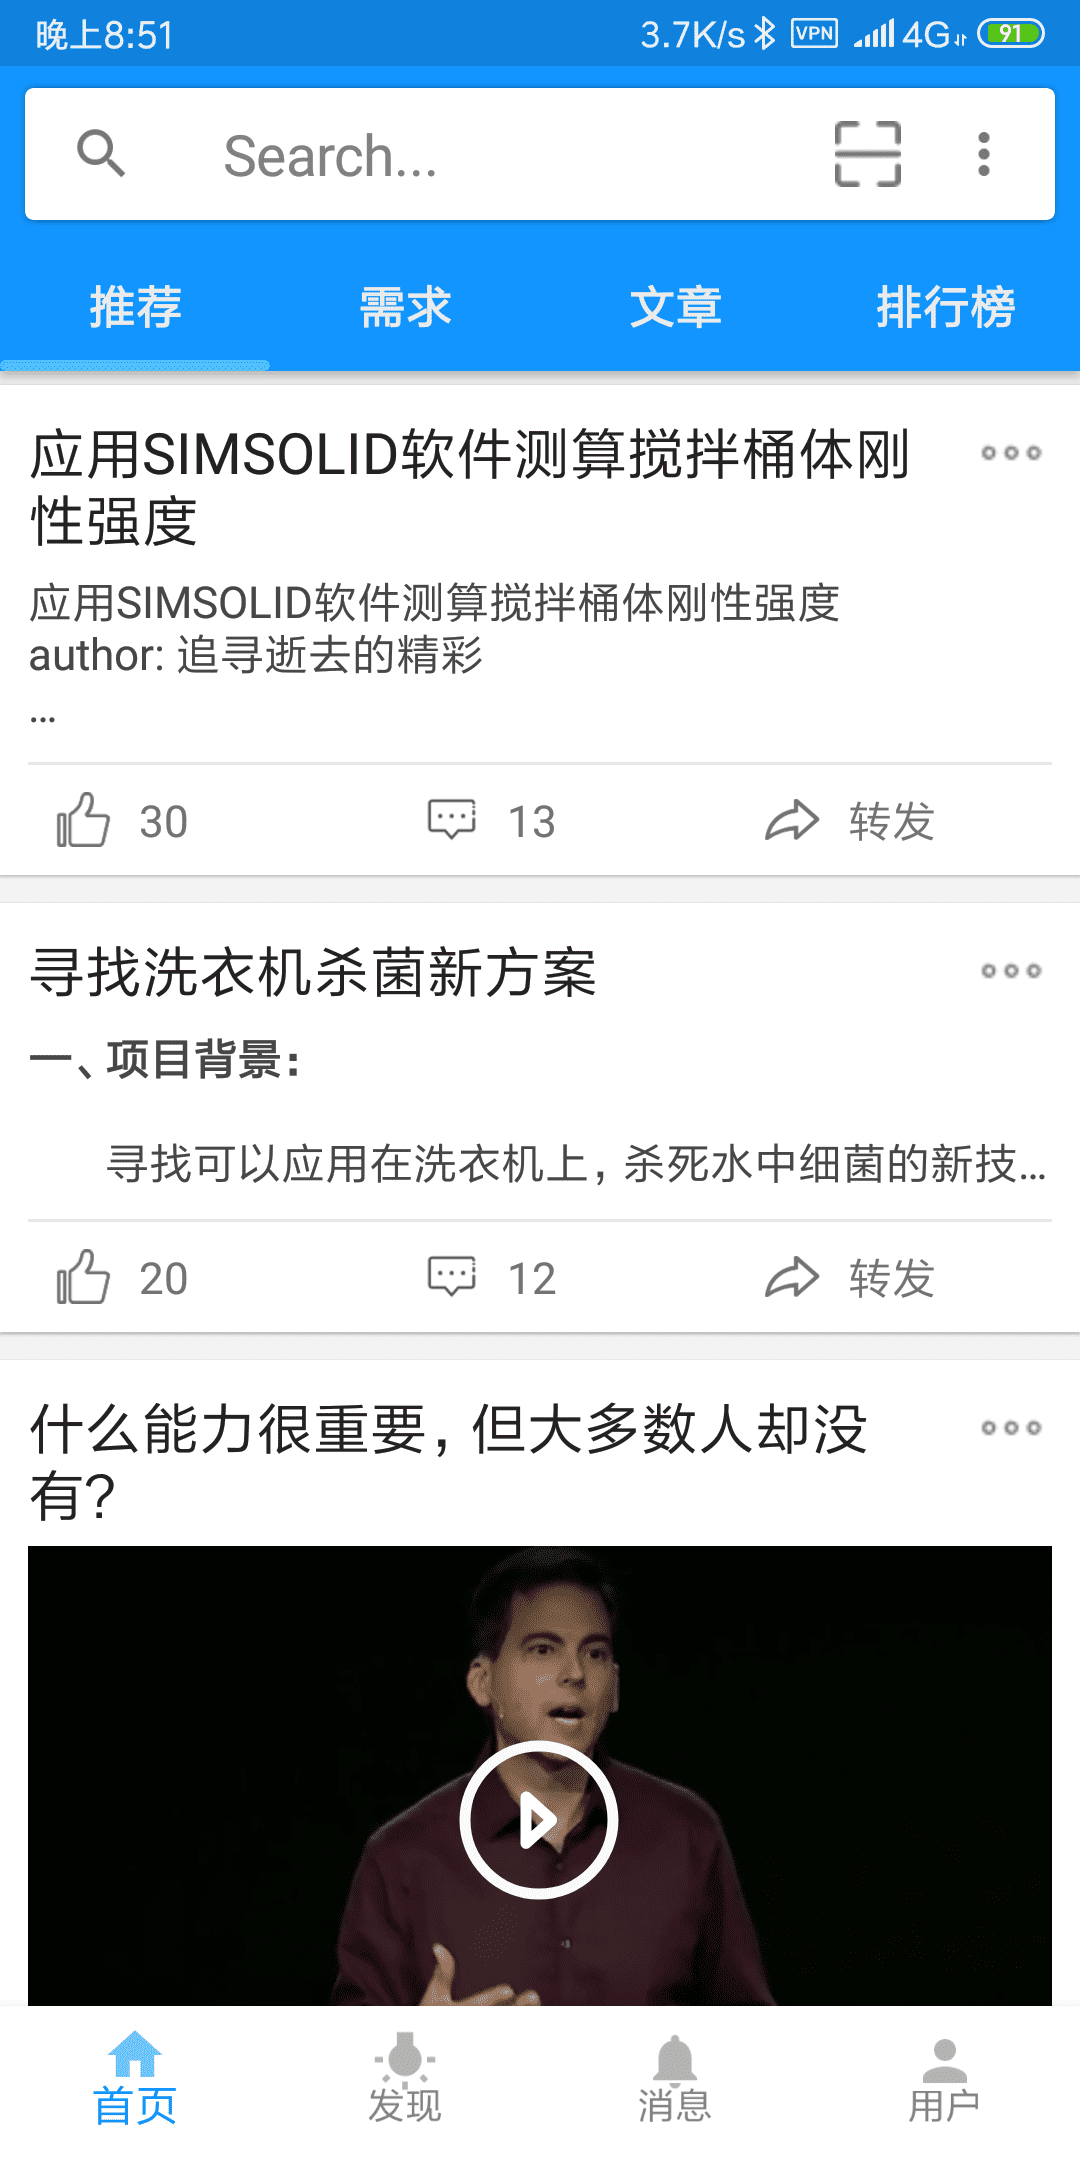 晚上8:51 3.7K/s VPN 4G 91
Search...
推荐 需求 文章 排行榜
应用SIMSOLID软件测算搅拌桶体刚
性强度
应用SIMSOLID软件测算搅拌桶体刚性强度
author: 追寻逝去的精彩
...
30 13 转发
寻找洗衣机杀菌新方案
一、项目背景：
寻找可以应用在洗衣机上，杀死水中细菌的新技...
20 12 转发
什么能力很重要，但大多数人却没
有？
首页 发现 消息 用户